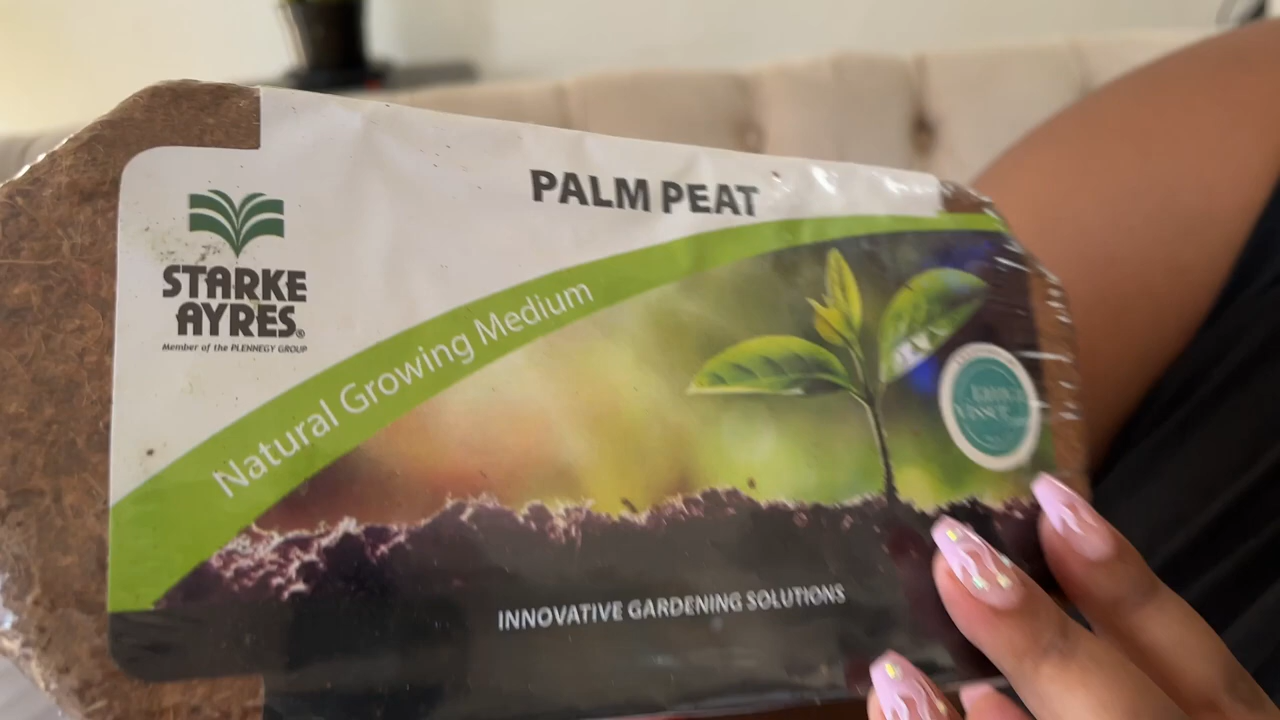 PALM PEAT
STARKE
AYRES®
Member of the PLENNEGY GROUP
Natural Growing Medium
INNOVATIVE GARDENING SOLUTIONS